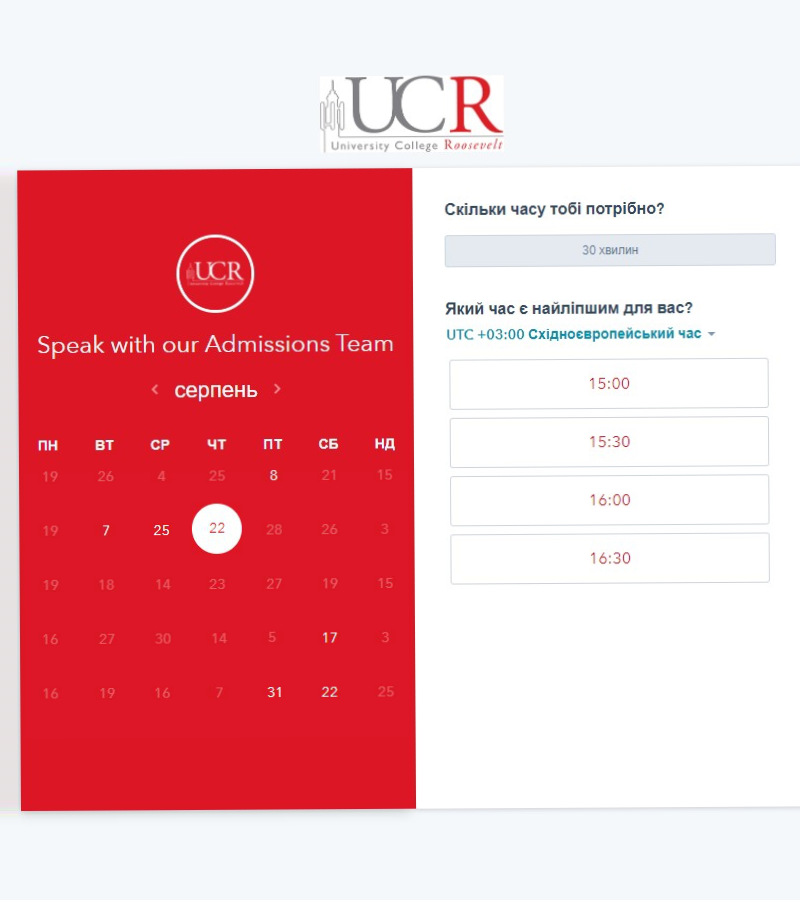 UCR
University College Roosevelt
UCR
Speak with our Admissions Team
серпень
ПН ВТ СР ЧТ ПТ СБ НД
19 26 4 25 8 21 15
19 7 25 22 28 26 3
19 18 14 23 27 19 15
16 27 30 14 5 17 3
16 19 16 7 31 22 25
Скільки часу тобі потрібно?
30 хвилин
Який час є найліпшим для вас?
UTC +03:00 Східноєвропейський час
15:00
15:30
16:00
16:30